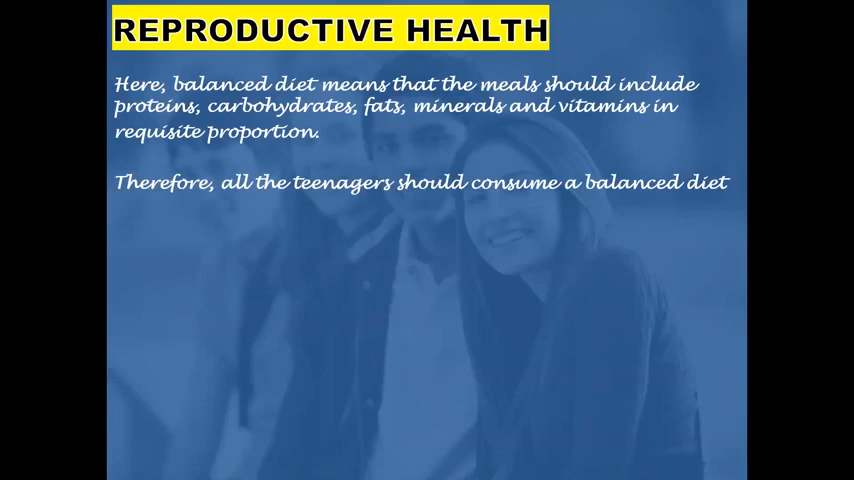 REPRODUCTIVE HEALTH
Here, balanced diet means that the meals should include
proteins, carbohydrates, fats, minerals and vitamins in
requisite proportion.
Therefore, all the teenagers should consume a balanced diet